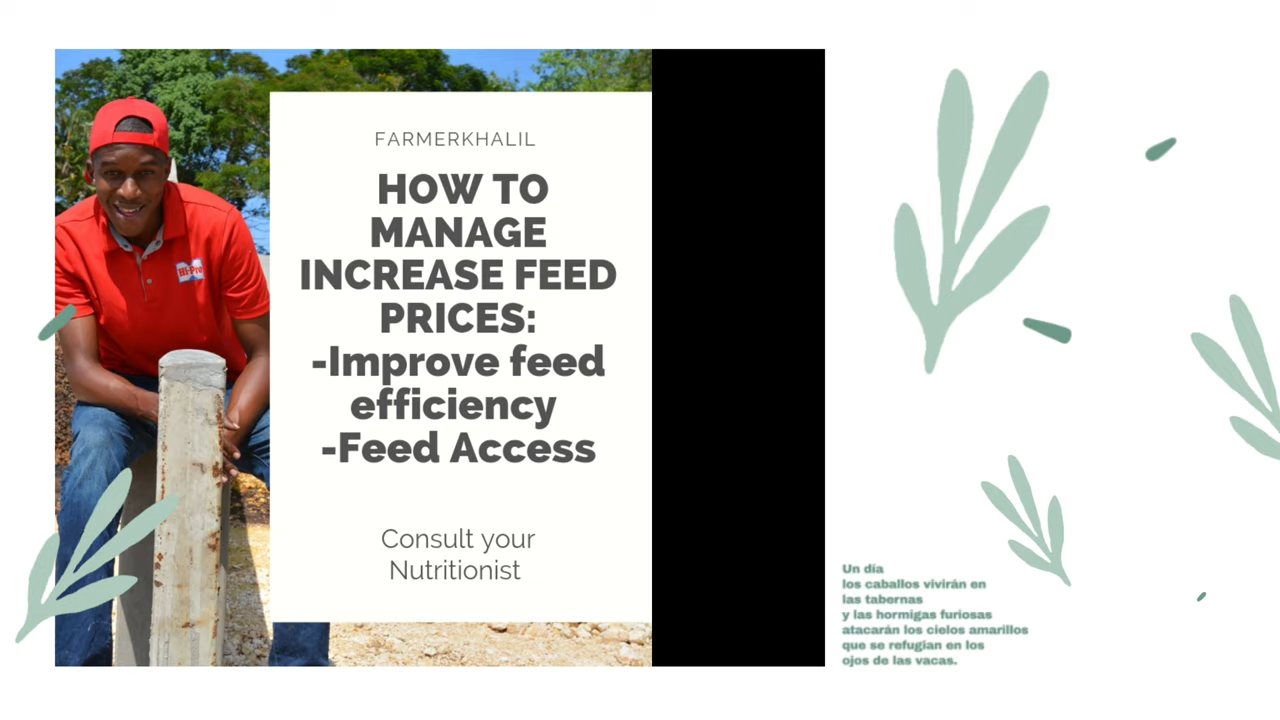 FARMERKHALIL
HOW TO
MANAGE
INCREASE FEED
PRICES:
-Improve feed
efficiency
-Feed Access
Consult your
Nutritionist
Hi-Pro
Un día
los caballos vivirán en
las tabernas
y las hormigas furiosas
atacarán los cielos amarillos
que se refugian en los
ojos de las vacas.